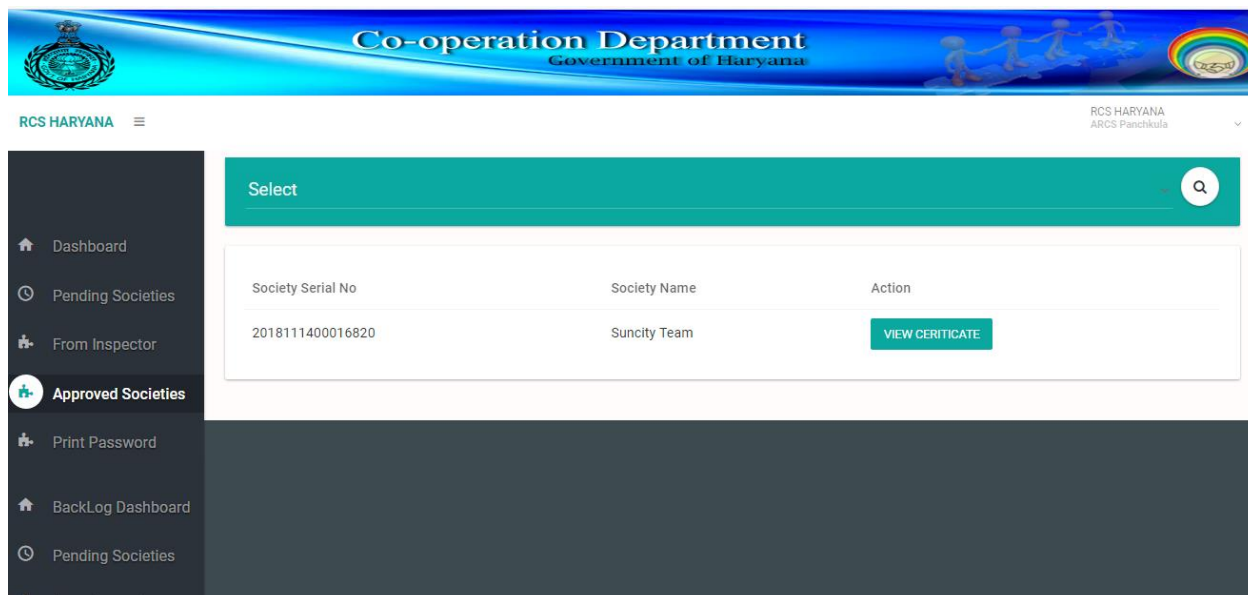 Co-operation Department
Government of Haryana
RCS HARYANA
RCS HARYANA
ARCS Panchkula
Select
Dashboard
Pending Societies
From Inspector
Approved Societies
Print Password
BackLog Dashboard
Pending Societies
Society Serial No Society Name Action
2018111400016820 Suncity Team VIEW CERITICATE